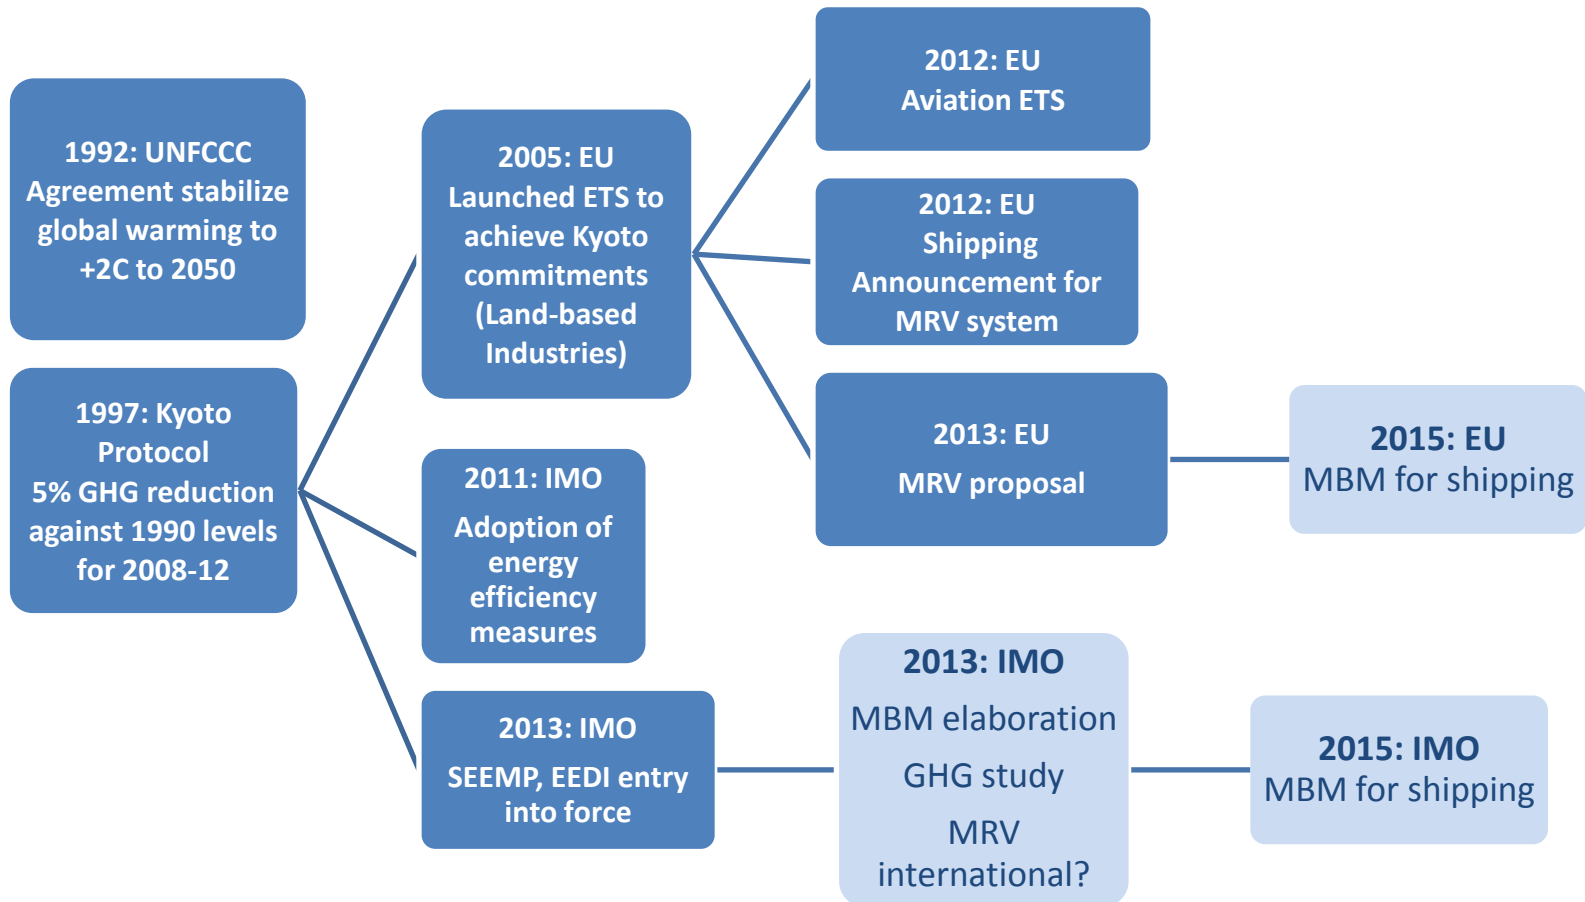 1992: UNFCCC
Agreement stabilize
global warming to
+2C to 2050
1997: Kyoto
Protocol
5% GHG reduction
against 1990 levels
for 2008-12
2005: EU
Launched ETS to
achieve Kyoto
commitments
(Land-based
Industries)
2011: IMO
Adoption of
energy
efficiency
measures
2013: IMO
SEEMP, EEDI entry
into force
2012: EU
Aviation ETS
2012: EU
Shipping
Announcement for
MRV system
2013: EU
MRV proposal
2015: EU
MBM for shipping
2013: IMO
MBM elaboration
GHG study
MRV
international?
2015: IMO
MBM for shipping